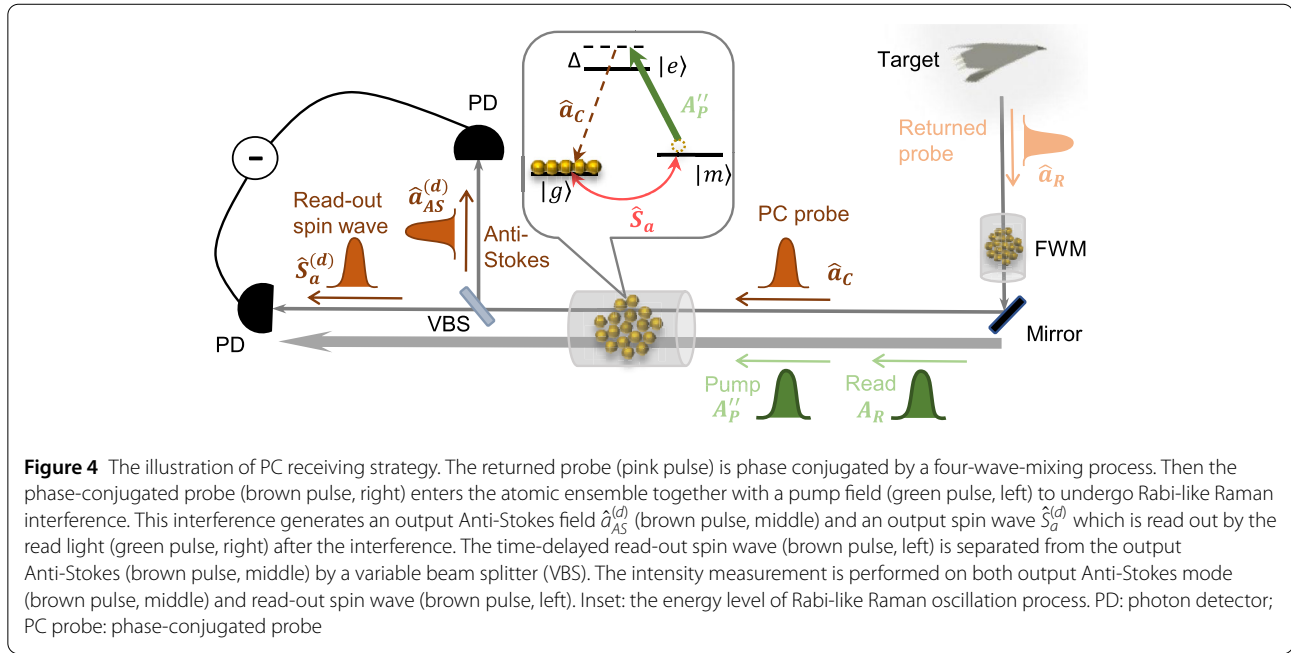 Target
Returned
probe
â_R
FWM
Mirror
PD
Δ
|e⟩
â_C
A''_P
|g⟩
|m⟩
Ŝ_a
-
Read-out
spin wave
Ŝ_a^(d)
â_AS^(d)
Anti-
Stokes
PC probe
â_C
VBS
PD
Pump
A''_P
Read
A_R
Figure 4 The illustration of PC receiving strategy. The returned probe (pink pulse) is phase conjugated by a four-wave-mixing process. Then the
phase-conjugated probe (brown pulse, right) enters the atomic ensemble together with a pump field (green pulse, left) to undergo Rabi-like Raman
interference. This interference generates an output Anti-Stokes field â_AS^(d) (brown pulse, middle) and an output spin wave Ŝ_a^(d) which is read out by the
read light (green pulse, right) after the interference. The time-delayed read-out spin wave (brown pulse, left) is separated from the output
Anti-Stokes (brown pulse, middle) by a variable beam splitter (VBS). The intensity measurement is performed on both output Anti-Stokes mode
(brown pulse, middle) and read-out spin wave (brown pulse, left). Inset: the energy level of Rabi-like Raman oscillation process. PD: photon detector;
PC probe: phase-conjugated probe